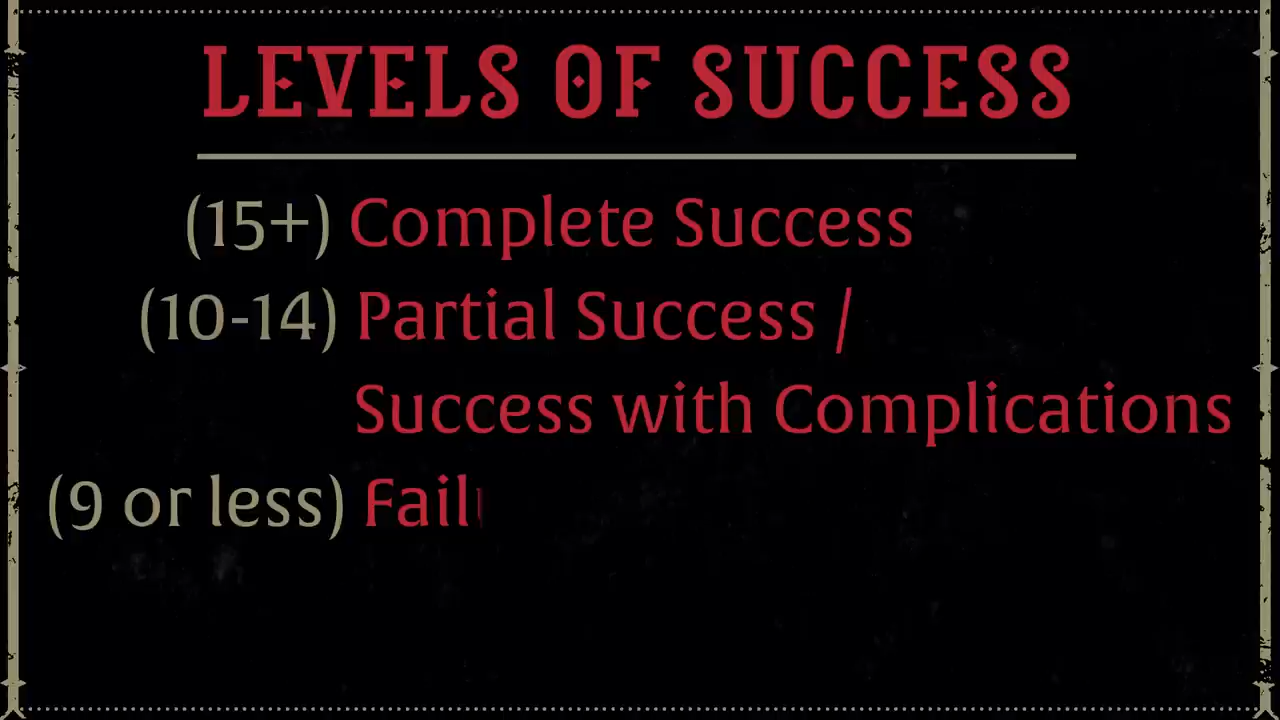 LEVELS OF SUCCESS
(15+) Complete Success
(10-14) Partial Success /
Success with Complications
(9 or less) Fail